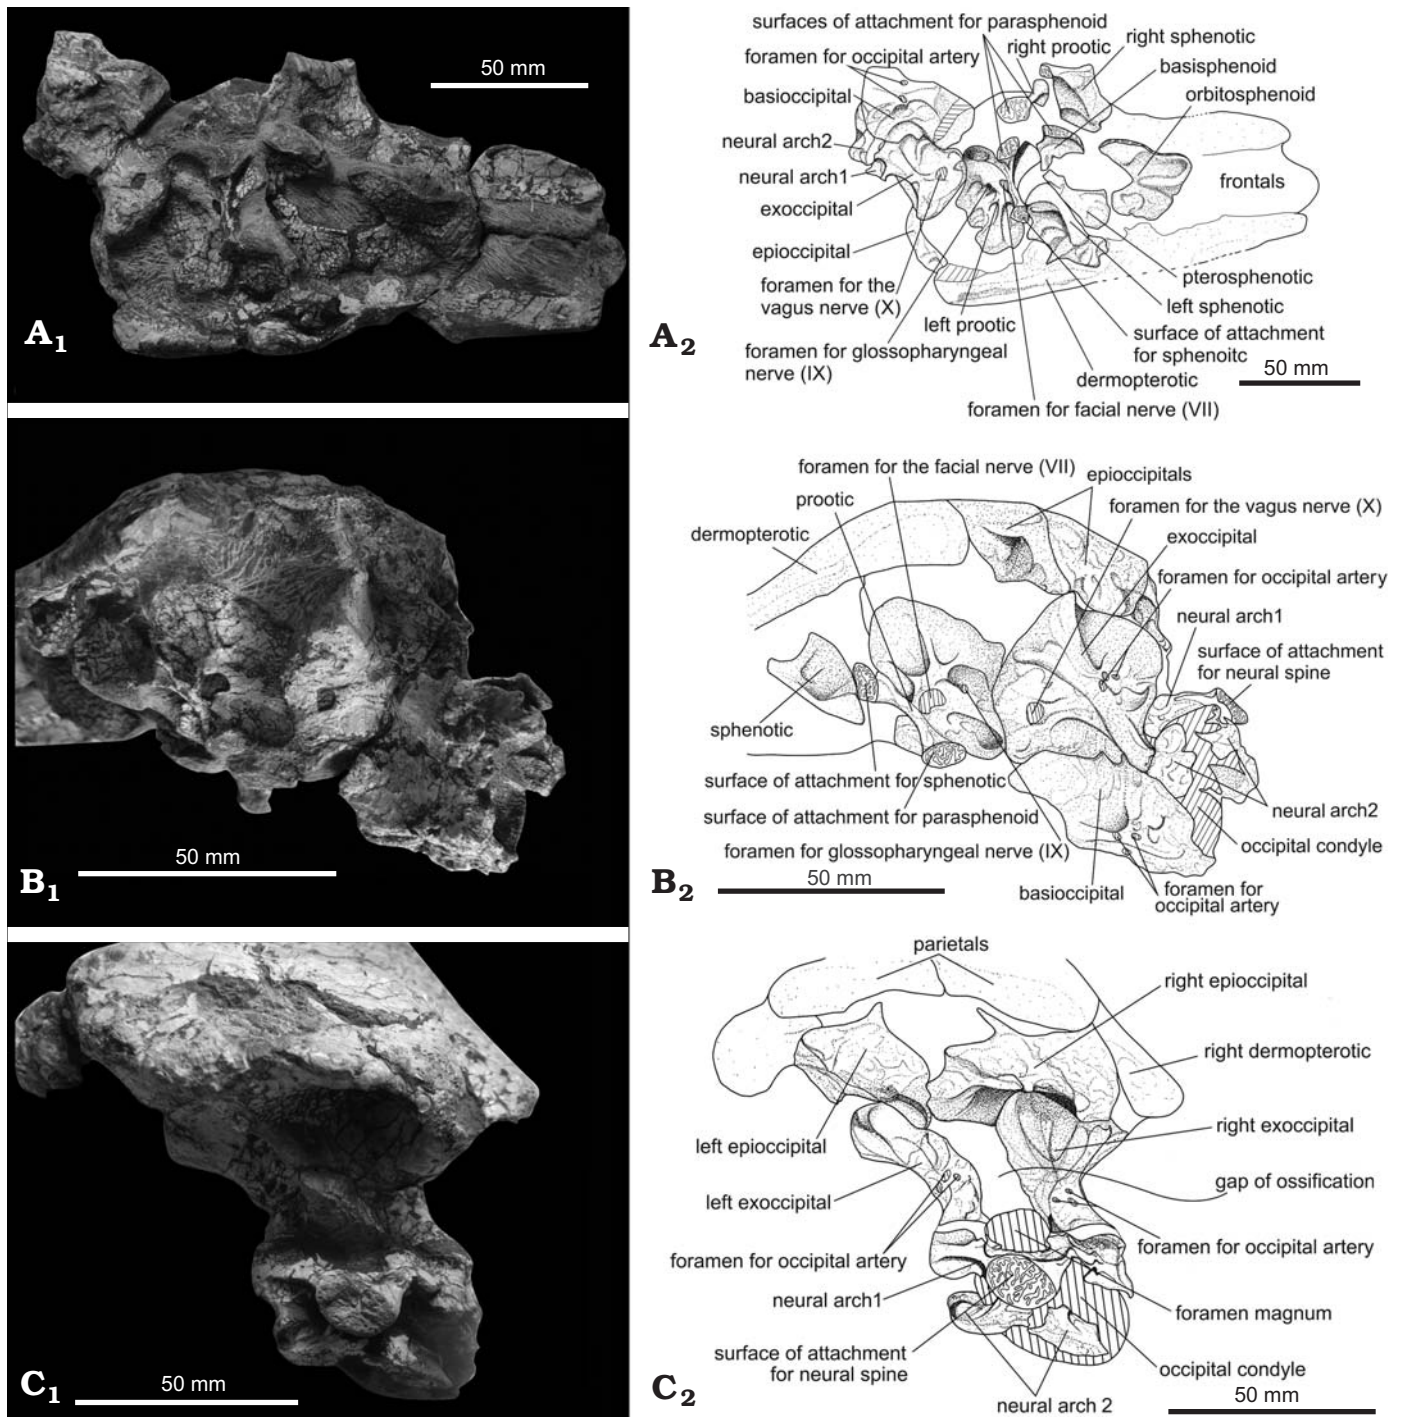 50 mm
A1
surfaces of attachment for parasphenoid
foramen for occipital artery
right prootic
right sphenotic
basisphenoid
basioccipital
orbitosphenoid
neural arch2
neural arch1
frontals
exoccipital
epioccipital
pterosphenotic
foramen for the
vagus nerve (X)
left sphenotic
left prootic
surface of attachment
for sphenoitc
foramen for glossopharyngeal
nerve (IX)
dermopterotic
50 mm
foramen for facial nerve (VII)
A2
50 mm
B1
foramen for the facial nerve (VII)
epioccipitals
prootic
foramen for the vagus nerve (X)
dermopterotic
exoccipital
foramen for occipital artery
neural arch1
surface of attachment
for neural spine
sphenotic
surface of attachment for sphenotic
surface of attachment for parasphenoid
neural arch2
foramen for glossopharyngeal nerve (IX)
occipital condyle
50 mm
basioccipital
foramen for
occipital artery
B2
50 mm
C1
parietals
right epioccipital
right dermopterotic
left epioccipital
right exoccipital
left exoccipital
gap of ossification
foramen for occipital artery
foramen for occipital artery
neural arch1
foramen magnum
surface of attachment
for neural spine
occipital condyle
neural arch 2
50 mm
C2